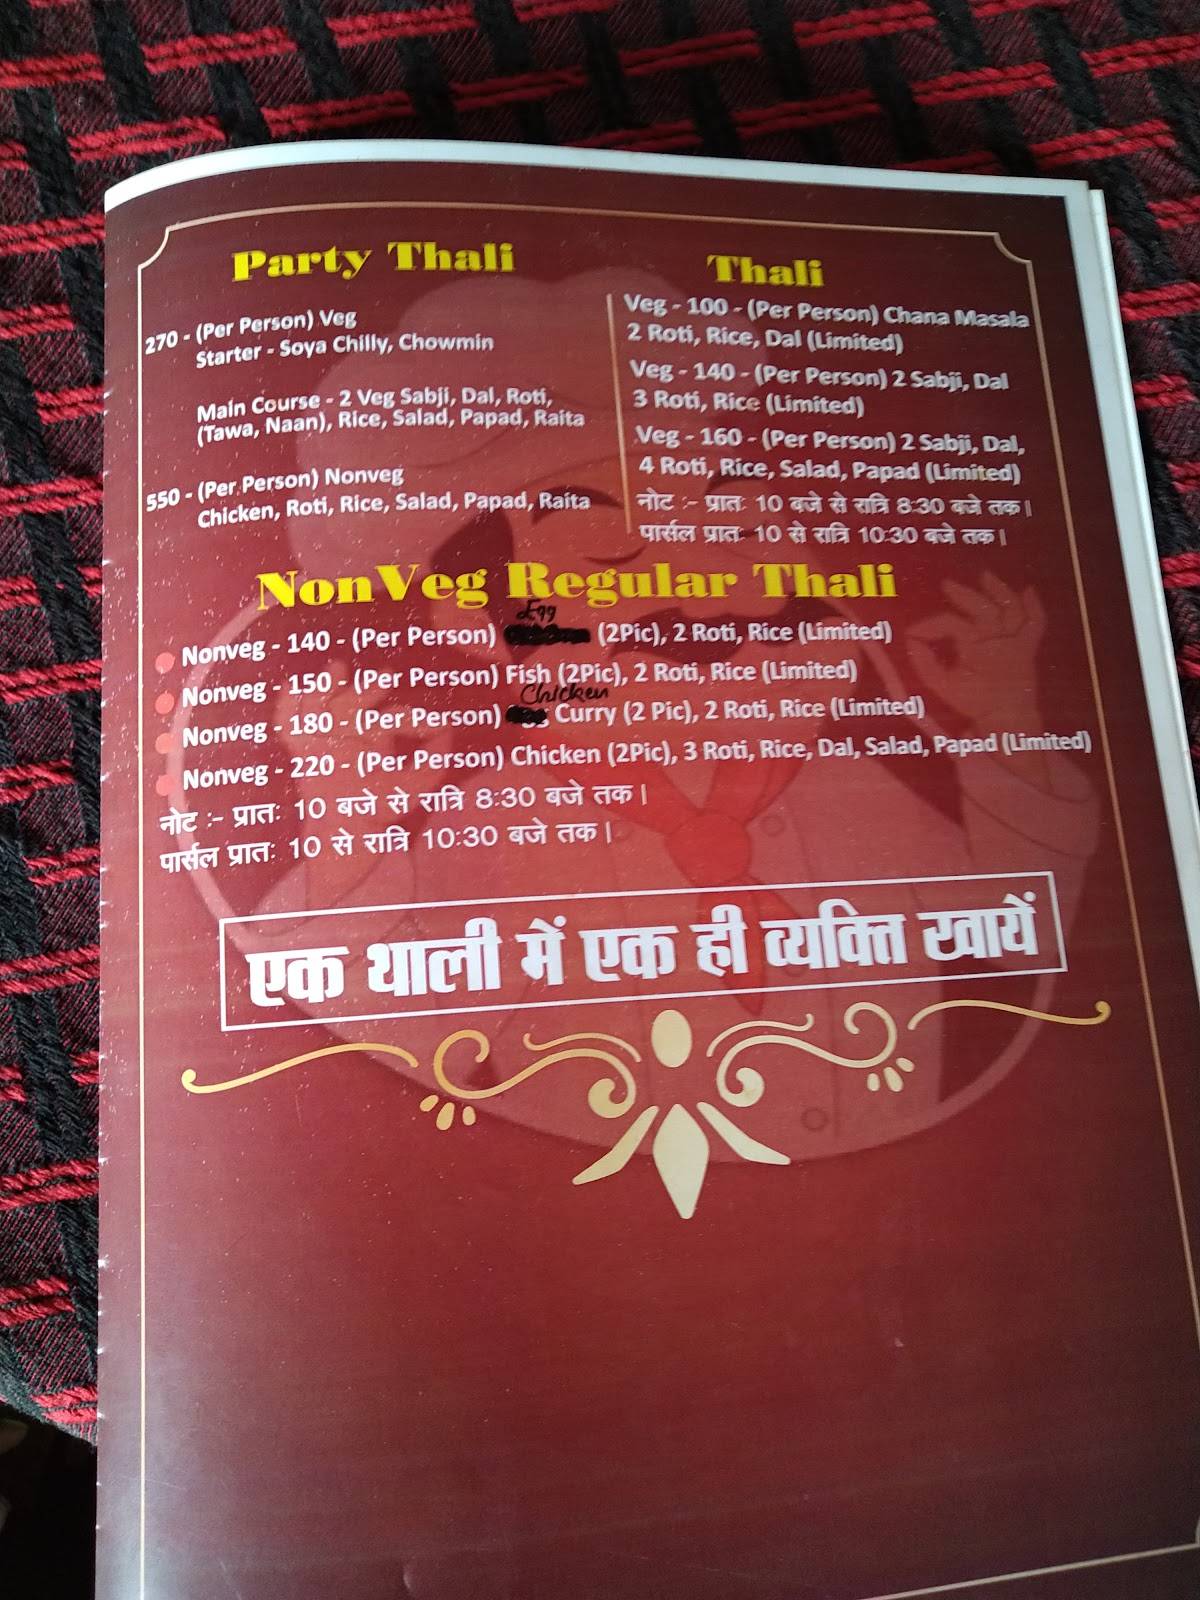 Party Thali
270 - (Per Person) Veg
Starter - Soya Chilly, Chowmin
Main Course - 2 Veg Sabji, Dal, Roti,
(Tawa, Naan), Rice, Salad, Papad, Raita
550 - (Per Person) Nonveg
Chicken, Roti, Rice, Salad, Papad, Raita
Thali
Veg - 100 - (Per Person) Chana Masala
2 Roti, Rice, Dal (Limited)
Veg - 140 - (Per Person) 2 Sabji, Dal
3 Roti, Rice (Limited)
Veg - 160 - (Per Person) 2 Sabji, Dal,
4 Roti, Rice, Salad, Papad (Limited)
नोट :- प्रातः 10 बजे से रात्रि 8:30 बजे तक।
पार्सल प्रातः 10 से रात्रि 10:30 बजे तक।
NonVeg Regular Thali
Nonveg - 140 - (Per Person) Egg (2Pic), 2 Roti, Rice (Limited)
Nonveg - 150 - (Per Person) Fish (2Pic), 2 Roti, Rice (Limited)
Nonveg - 180 - (Per Person) Chicken Curry (2 Pic), 2 Roti, Rice (Limited)
Nonveg - 220 - (Per Person) Chicken (2Pic), 3 Roti, Rice, Dal, Salad, Papad (Limited)
नोट :- प्रातः 10 बजे से रात्रि 8:30 बजे तक।
पार्सल प्रातः 10 से रात्रि 10:30 बजे तक।
एक थाली में एक ही व्यक्ति खायें